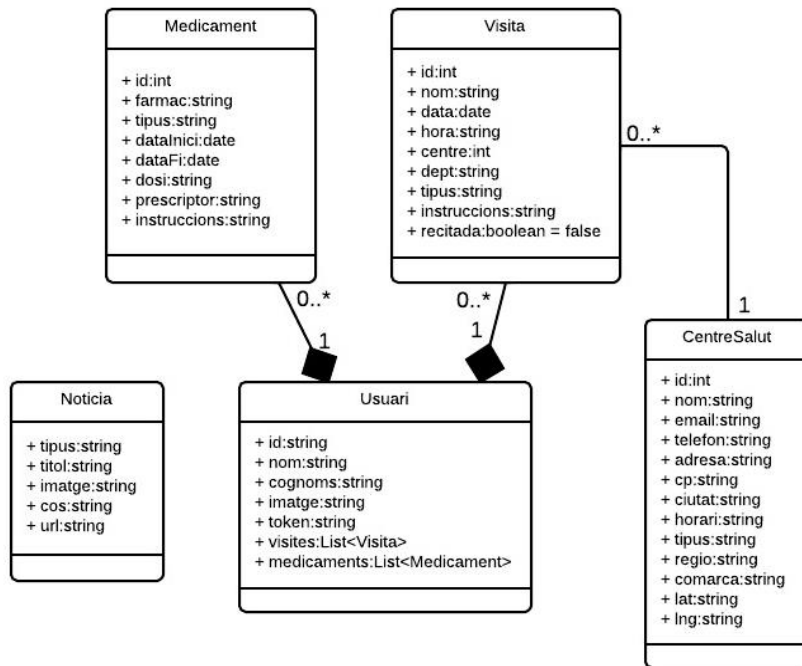 Medicament
+ id:int
+ farmac:string
+ tipus:string
+ dataInici:date
+ dataFi:date
+ dosi:string
+ prescriptor:string
+ instruccions:string
Visita
+ id:int
+ nom:string
+ data:date
+ hora:string
+ centre:int
+ dept:string
+ tipus:string
+ instruccions:string
+ recitada:boolean = false
0..*
1
0..*
1
0..*
1
Noticia
+ tipus:string
+ titol:string
+ imatge:string
+ cos:string
+ url:string
Usuari
+ id:string
+ nom:string
+ cognoms:string
+ imatge:string
+ token:string
+ visites:List<Visita>
+ medicaments:List<Medicament>
CentreSalut
+ id:int
+ nom:string
+ email:string
+ telefon:string
+ adresa:string
+ cp:string
+ ciutat:string
+ horari:string
+ tipus:string
+ regio:string
+ comarca:string
+ lat:string
+ lng:string